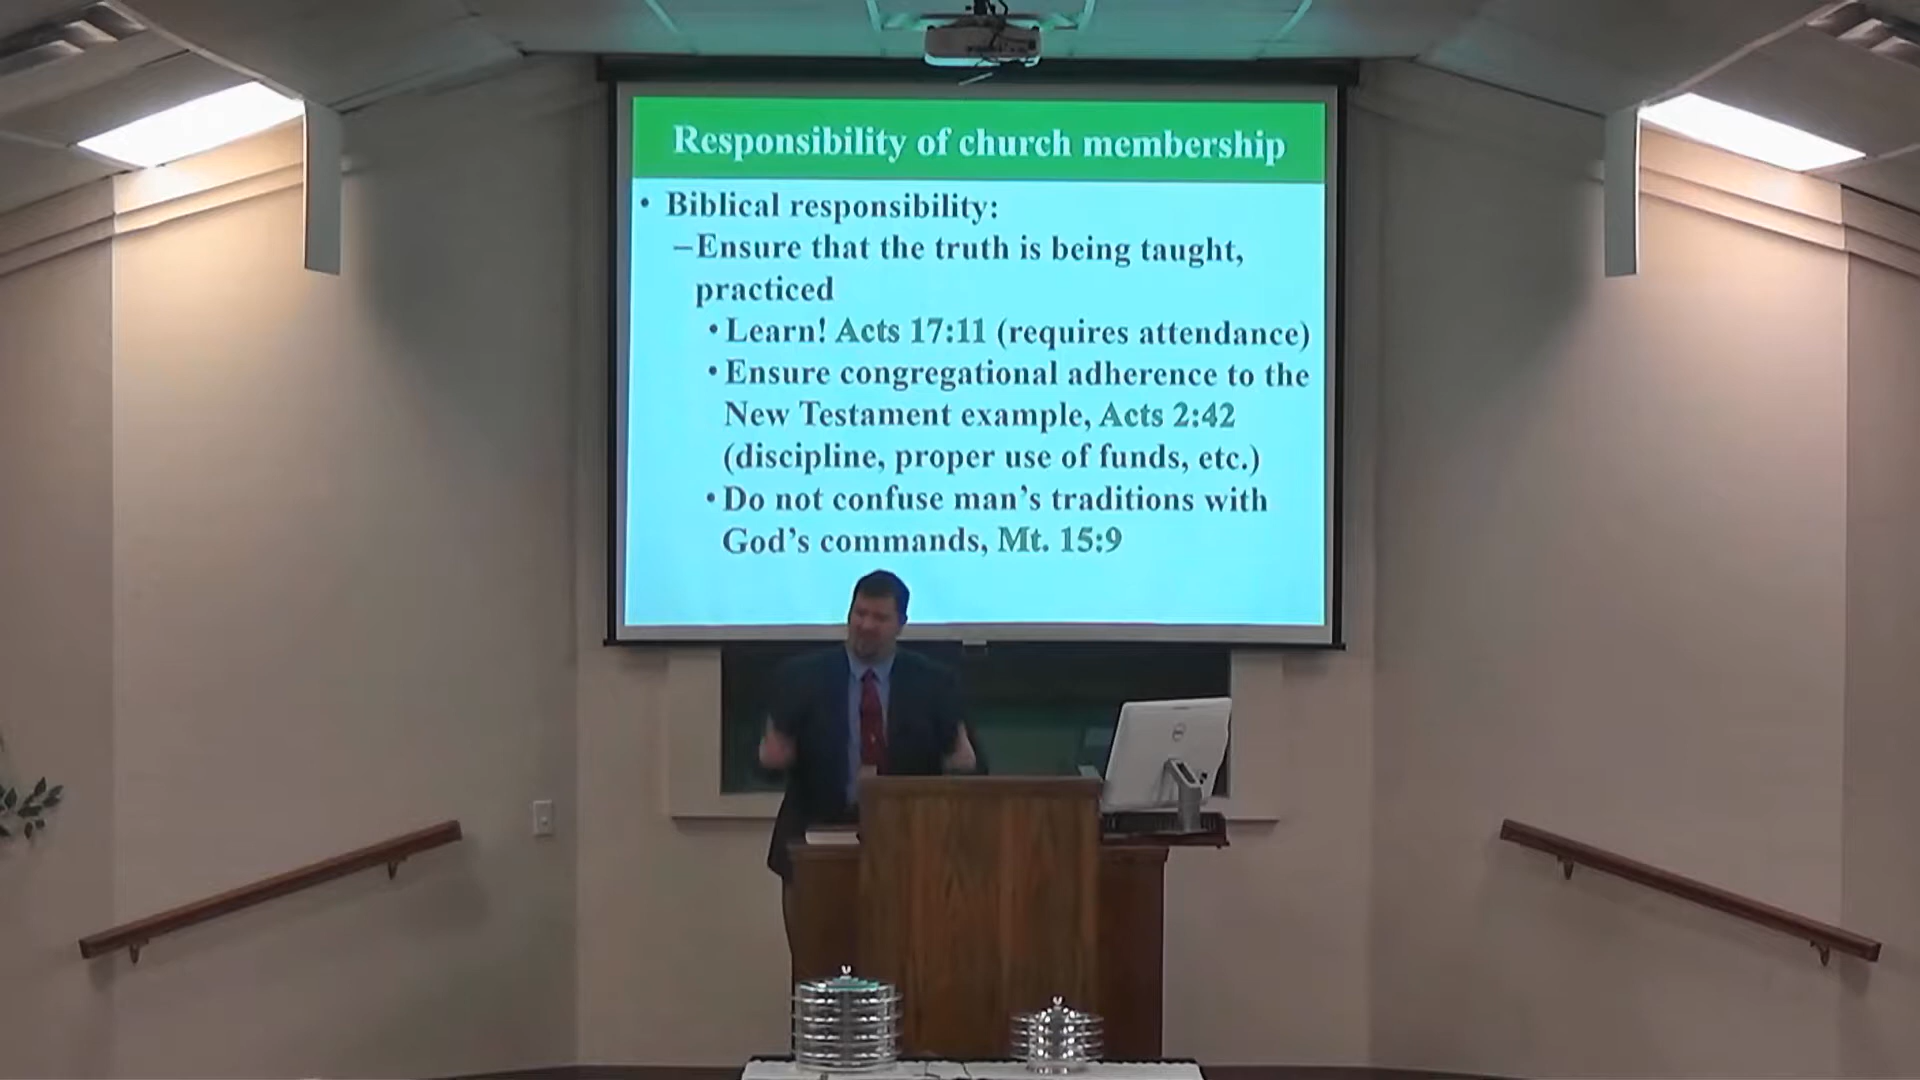 Responsibility of church membership
• Biblical responsibility:
–Ensure that the truth is being taught,
practiced
• Learn! Acts 17:11 (requires attendance)
• Ensure congregational adherence to the
New Testament example, Acts 2:42
(discipline, proper use of funds, etc.)
• Do not confuse man’s traditions with
God’s commands, Mt. 15:9
DELL